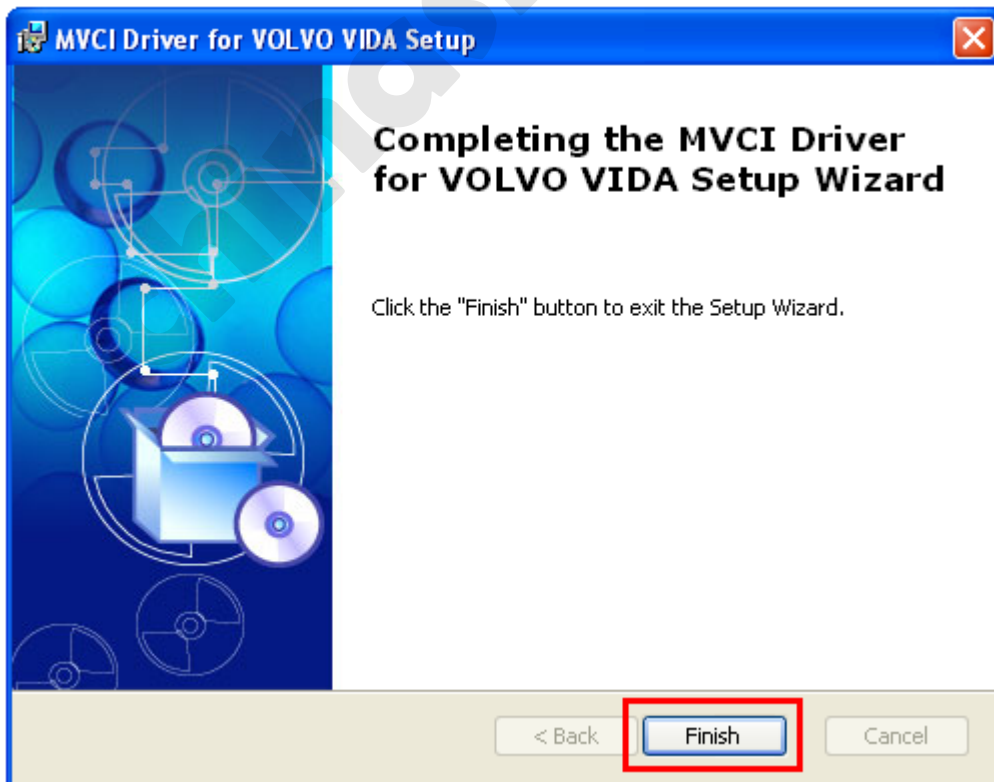 MVCI Driver for VOLVO VIDA Setup
Completing the MVCI Driver
for VOLVO VIDA Setup Wizard
Click the "Finish" button to exit the Setup Wizard.
< Back
Finish
Cancel